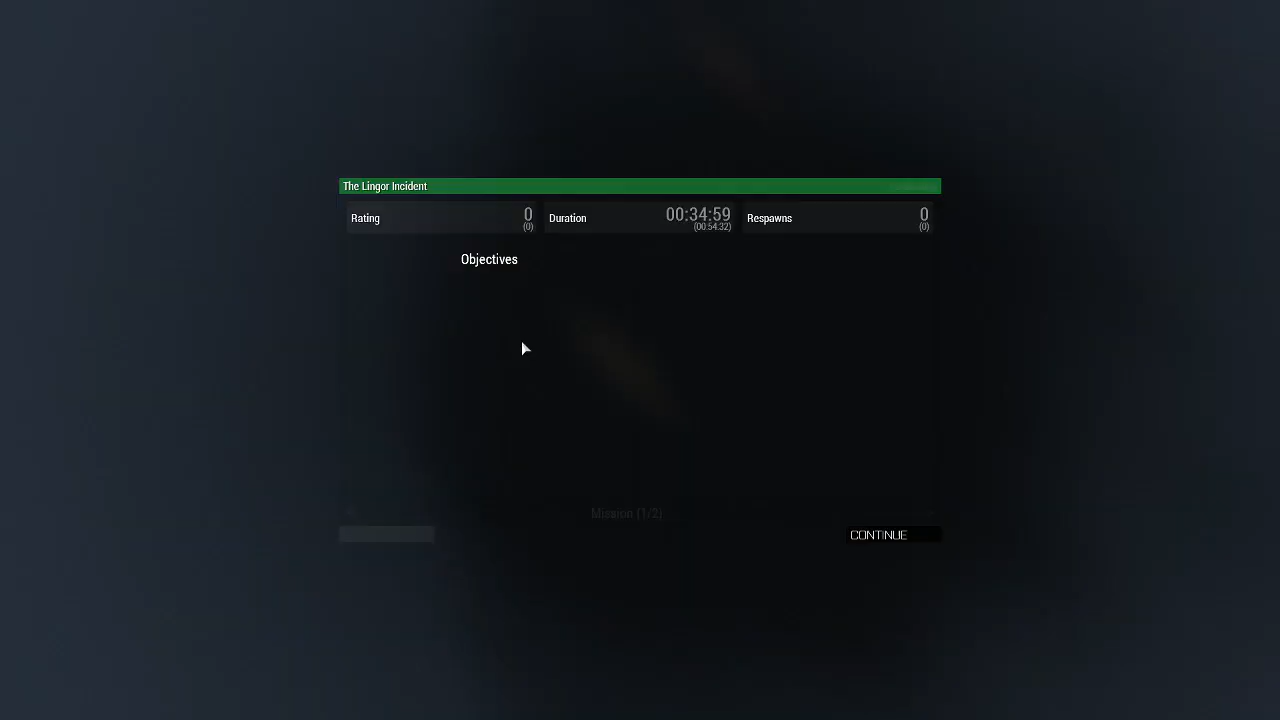 The Lingor Incident
Rating 0 (0)
Duration 00:34:59 (00:54:32)
Respawns 0 (0)
Objectives
Mission (1/2)
CONTINUE